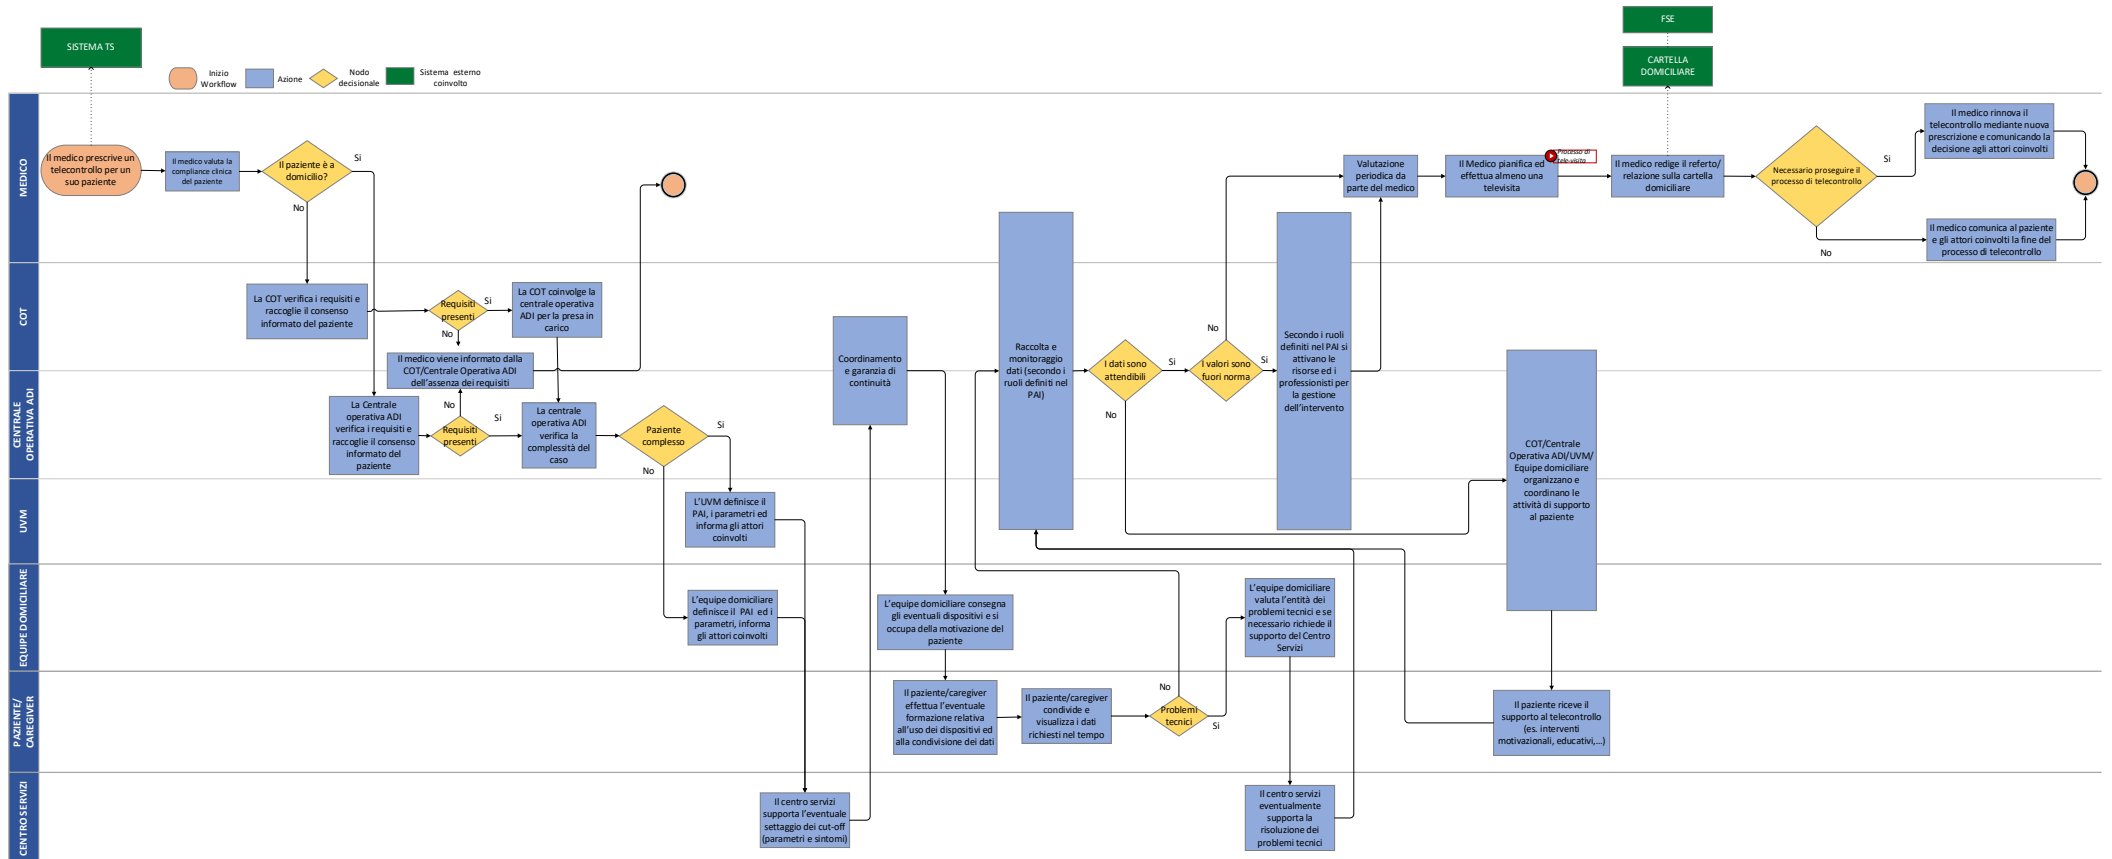 FSE
SISTEMA TS
CARTELLA
DOMICILIARE
Inizio
Workflow
Azione
Nodo
decisionale
Sistema esterno
coinvolto
MEDICO
Il medico prescrive un
telecontrollo per un
suo paziente
Il medico valuta la
compliance clinica
del paziente
Il paziente è a
domicilio?
Si
No
Valutazione
periodica da
parte del medico
Il Medico pianifica ed
effettua almeno una
televisita
Processo di
tele-visita
Il medico redige il referto/
relazione sulla cartella
domiciliare
Necessario proseguire il
processo di telecontrollo
Si
No
Il medico rinnova il
telecontrollo mediante nuova
prescrizione e comunicando la
decisione agli attori coinvolti
Il medico comunica al paziente
e gli attori coinvolti la fine del
processo di telecontrollo
COT
La COT verifica i requisiti e
raccoglie il consenso
informato del paziente
Requisiti
presenti
Si
No
La COT coinvolge la
centrale operativa
ADI per la presa in
carico
Il medico viene informato dalla
COT/Centrale Operativa ADI
dell'assenza dei requisiti
Coordinamento
e garanzia di
continuità
Raccolta e
monitoraggio
dati (secondo i
ruoli definiti nel
PAI)
I dati sono
attendibili
Si
No
I valori sono
fuori norma
No
Si
Secondo i ruoli
definiti nel PAI si
attivano le
risorse ed i
professionisti per
la gestione
dell'intervento
CENTRALE
OPERATIVA ADI
La Centrale
operativa ADI
verifica i requisiti e
raccoglie il consenso
informato del
paziente
No
Requisiti
presenti
Si
La centrale
operativa ADI
verifica la
complessità del
caso
Paziente
complesso
Si
No
COT/Centrale
Operativa ADI/UVM/
Equipe domiciliare
organizzano e
coordinano le
attività di supporto
al paziente
UVM
L'UVM definisce il
PAI, i parametri ed
informa gli attori
coinvolti
EQUIPE DOMICILIARE
L'equipe domiciliare
definisce il PAI ed i
parametri, informa
gli attori coinvolti
L'equipe domiciliare consegna
gli eventuali dispositivi e si
occupa della motivazione del
paziente
L'equipe domiciliare
valuta l'entità dei
problemi tecnici e se
necessario richiede il
supporto del Centro
Servizi
PAZIENTE/
CAREGIVER
Il paziente/caregiver
effettua l'eventuale
formazione relativa
all'uso dei dispositivi ed
alla condivisione dei dati
Il paziente/caregiver
condivide e
visualizza i dati
richiesti nel tempo
No
Problemi
tecnici
Si
Il paziente riceve il
supporto al telecontrollo
(es. interventi
motivazionali, educativi,...)
CENTRO SERVIZI
Il centro servizi
supporta l'eventuale
settaggio dei cut-off
(parametri e sintomi)
Il centro servizi
eventualmente
supporta la
risoluzione dei
problemi tecnici